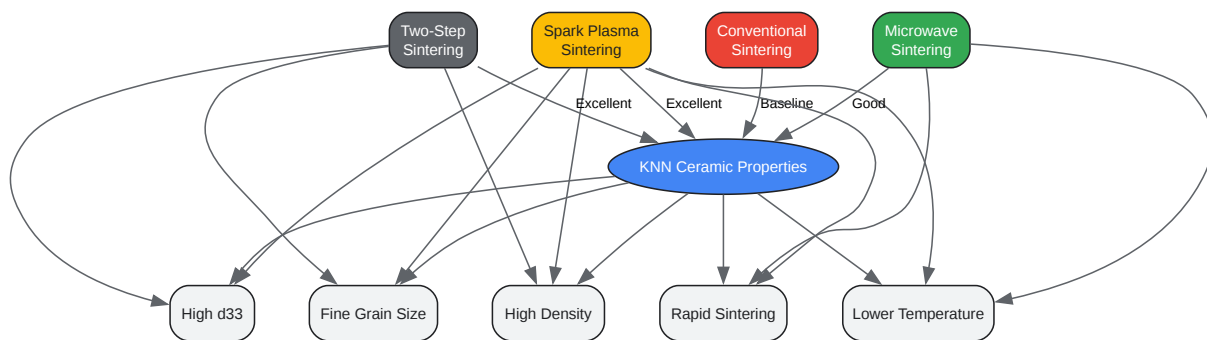 Two-Step
Sintering
Spark Plasma
Sintering
Conventional
Sintering
Microwave
Sintering
Excellent
Excellent
Baseline
Good
KNN Ceramic Properties
High d33
Fine Grain Size
High Density
Rapid Sintering
Lower Temperature